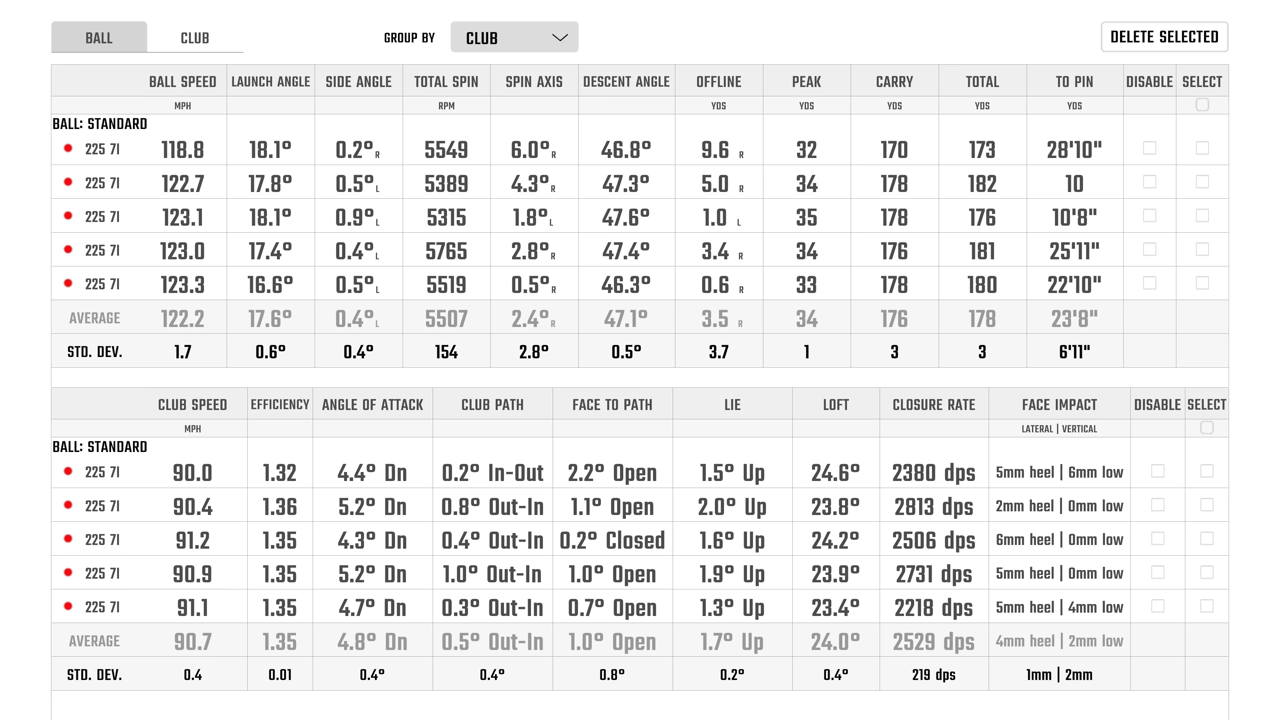 BALL CLUB GROUP BY CLUB DELETE SELECTED
BALL SPEED LAUNCH ANGLE SIDE ANGLE TOTAL SPIN SPIN AXIS DESCENT ANGLE OFFLINE PEAK CARRY TOTAL TO PIN DISABLE SELECT
MPH RPM YDS YDS YDS YDS YDS
BALL: STANDARD
225 7I 118.8 18.1° 0.2° R 5549 6.0° R 46.8° 9.6 R 32 170 173 28'10"
225 7I 122.7 17.8° 0.5° L 5389 4.3° R 47.3° 5.0 R 34 178 182 10
225 7I 123.1 18.1° 0.9° L 5315 1.8° L 47.6° 1.0 L 35 178 176 10'8"
225 7I 123.0 17.4° 0.4° L 5765 2.8° R 47.4° 3.4 R 34 176 181 25'11"
225 7I 123.3 16.6° 0.5° L 5519 0.5° R 46.3° 0.6 R 33 178 180 22'10"
AVERAGE 122.2 17.6° 0.4° L 5507 2.4° R 47.1° 3.5 R 34 176 178 23'8"
STD. DEV. 1.7 0.6° 0.4° 154 2.8° 0.5° 3.7 1 3 3 6'11"
CLUB SPEED EFFICIENCY ANGLE OF ATTACK CLUB PATH FACE TO PATH LIE LOFT CLOSURE RATE FACE IMPACT DISABLE SELECT
MPH LATERAL | VERTICAL
BALL: STANDARD
225 7I 90.0 1.32 4.4° Dn 0.2° In-Out 2.2° Open 1.5° Up 24.6° 2380 dps 5mm heel | 6mm low
225 7I 90.4 1.36 5.2° Dn 0.8° Out-In 1.1° Open 2.0° Up 23.8° 2813 dps 2mm heel | 0mm low
225 7I 91.2 1.35 4.3° Dn 0.4° Out-In 0.2° Closed 1.6° Up 24.2° 2506 dps 6mm heel | 0mm low
225 7I 90.9 1.35 5.2° Dn 1.0° Out-In 1.0° Open 1.9° Up 23.9° 2731 dps 5mm heel | 0mm low
225 7I 91.1 1.35 4.7° Dn 0.3° Out-In 0.7° Open 1.3° Up 23.4° 2218 dps 5mm heel | 4mm low
AVERAGE 90.7 1.35 4.8° Dn 0.5° Out-In 1.0° Open 1.7° Up 24.0° 2529 dps 4mm heel | 2mm low
STD. DEV. 0.4 0.01 0.4° 0.4° 0.8° 0.2° 0.4° 219 dps 1mm | 2mm